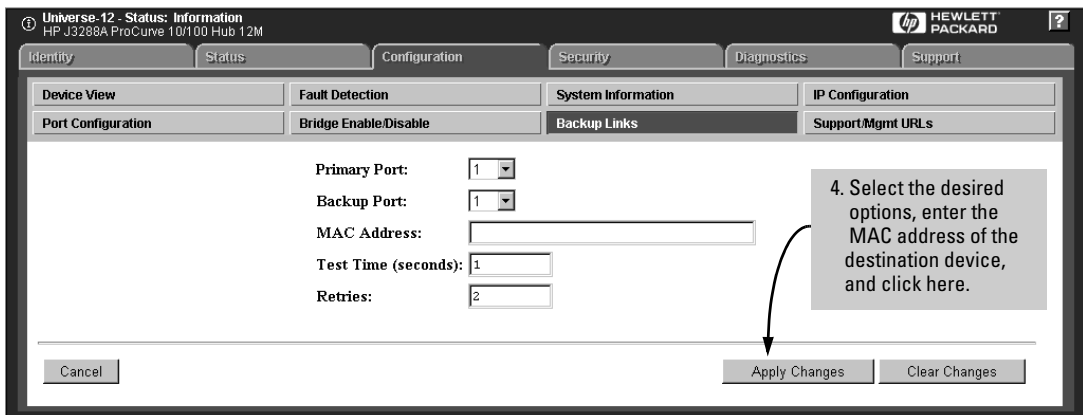 Universe-12 - Status: Information
HP J3288A ProCurve 10/100 Hub 12M
hp HEWLETT
PACKARD
?
Identity Status Configuration Security Diagnostics Support
Device View Fault Detection System Information IP Configuration
Port Configuration Bridge Enable/Disable Backup Links Support/Mgmt URLs
Primary Port: 1
Backup Port: 1
MAC Address:
Test Time (seconds): 1
Retries: 2
4. Select the desired
options, enter the
MAC address of the
destination device,
and click here.
Cancel Apply Changes Clear Changes